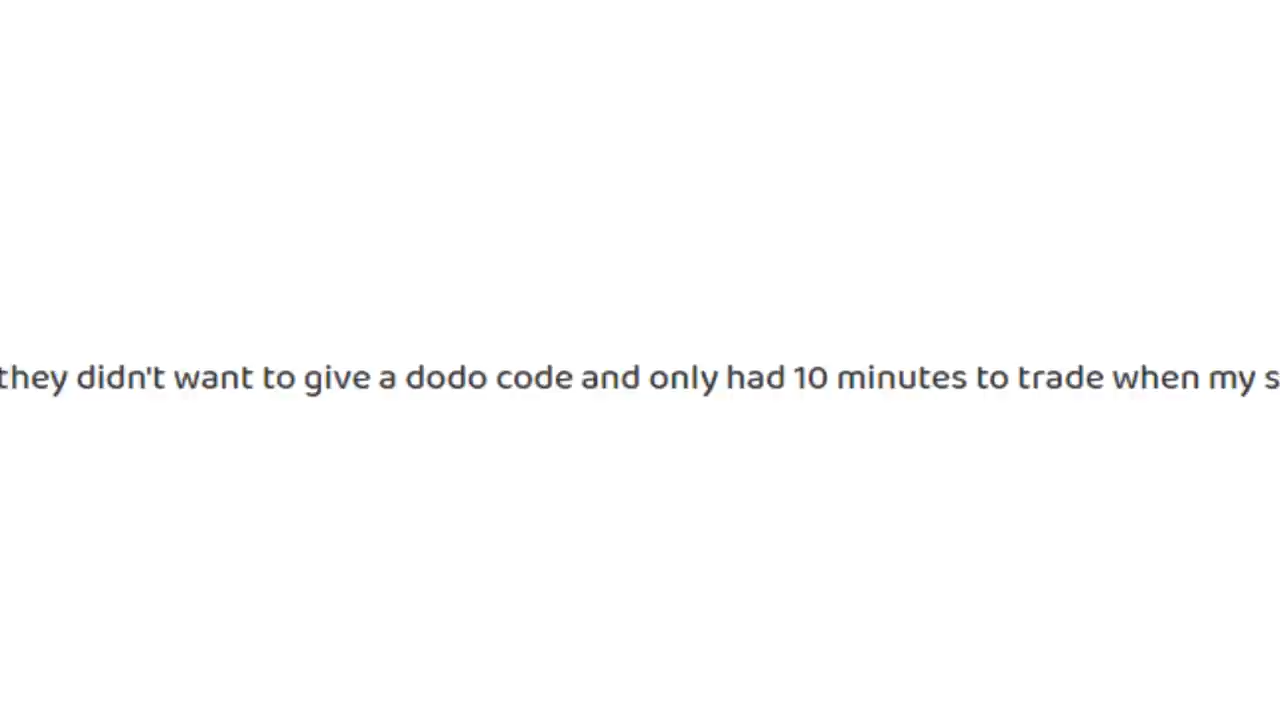 they didn't want to give a dodo code and only had 10 minutes to trade when my s